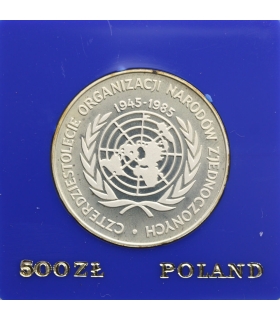 CZTERDZIESTOLECIE ORGANIZACJI NARODÓW ZJEDNOCZONYCH
1945-1985
500 ZŁ POLAND